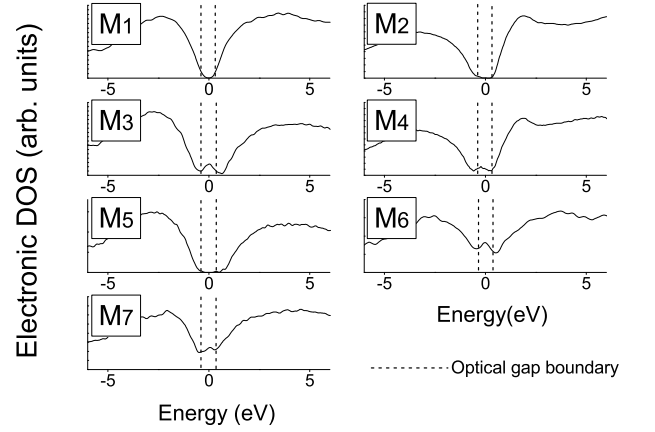 Electronic DOS (arb. units)
M1
-5 0 5
M2
-5 0 5
M3
-5 0 5
M4
-5 0 5
M5
-5 0 5
M6
-5 0 5
M7
-5 0 5
Energy(eV)
Optical gap boundary
Energy (eV)